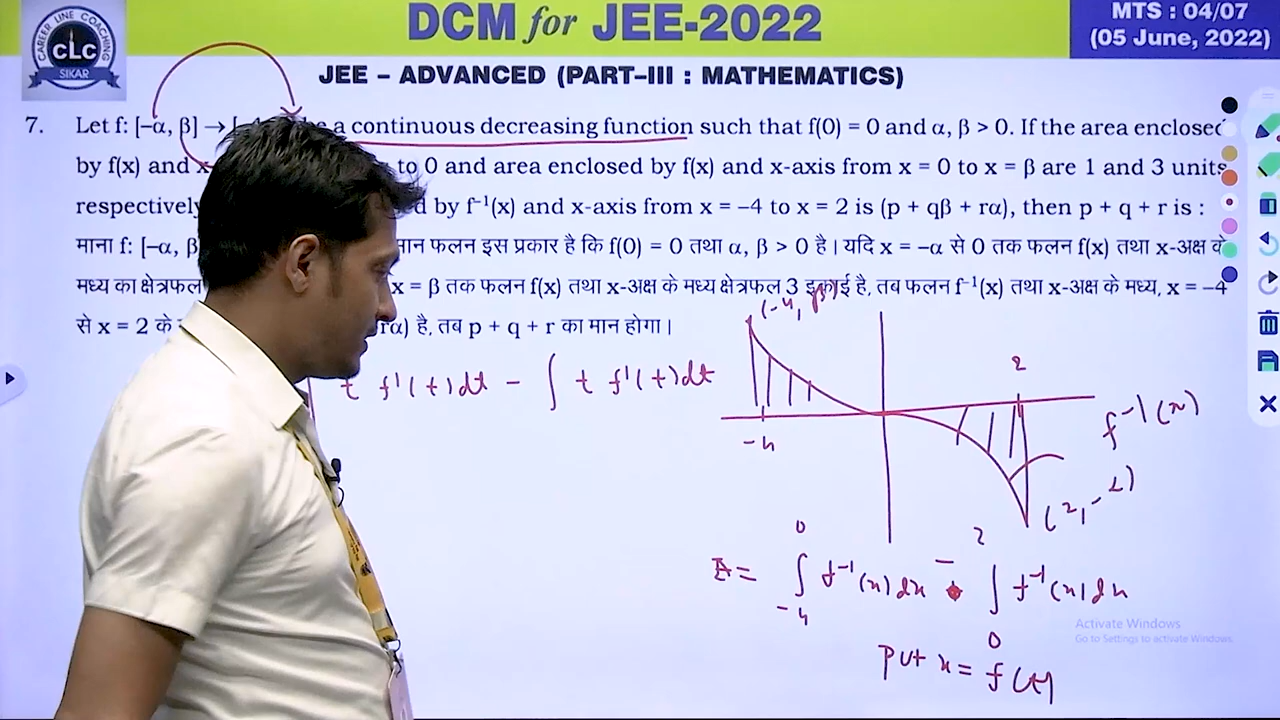 CAREER LINE COACHING
CLC
SIKAR
DCM for JEE-2022
MTS : 04/07
(05 June, 2022)
JEE – ADVANCED (PART–III : MATHEMATICS)
7. Let f: [–α, β] → be a continuous decreasing function such that f(0) = 0 and α, β > 0. If the area enclosed
by f(x) and to 0 and area enclosed by f(x) and x-axis from x = 0 to x = β are 1 and 3 units
respectively by f⁻¹(x) and x-axis from x = –4 to x = 2 is (p + qβ + rα), then p + q + r is :
माना f: [–α, β] मान फलन इस प्रकार है कि f(0) = 0 तथा α, β > 0 है। यदि x = –α से 0 तक फलन f(x) तथा x-अक्ष के
मध्य का क्षेत्रफल x = β तक फलन f(x) तथा x-अक्ष के मध्य क्षेत्रफल 3 इकाई है, तब फलन f⁻¹(x) तथा x-अक्ष के मध्य, x = –4
से x = 2 के rα) है, तब p + q + r का मान होगा।
(-4, β)
t f'(t)dt - ∫ t f'(t)dt
2
f⁻¹(x)
-4
(2, -α)
A = ∫₋₄⁰ f⁻¹(x)dx - ∫₀² f⁻¹(x)dx
put x = f(t)
Activate Windows
Go to Settings to activate Windows.